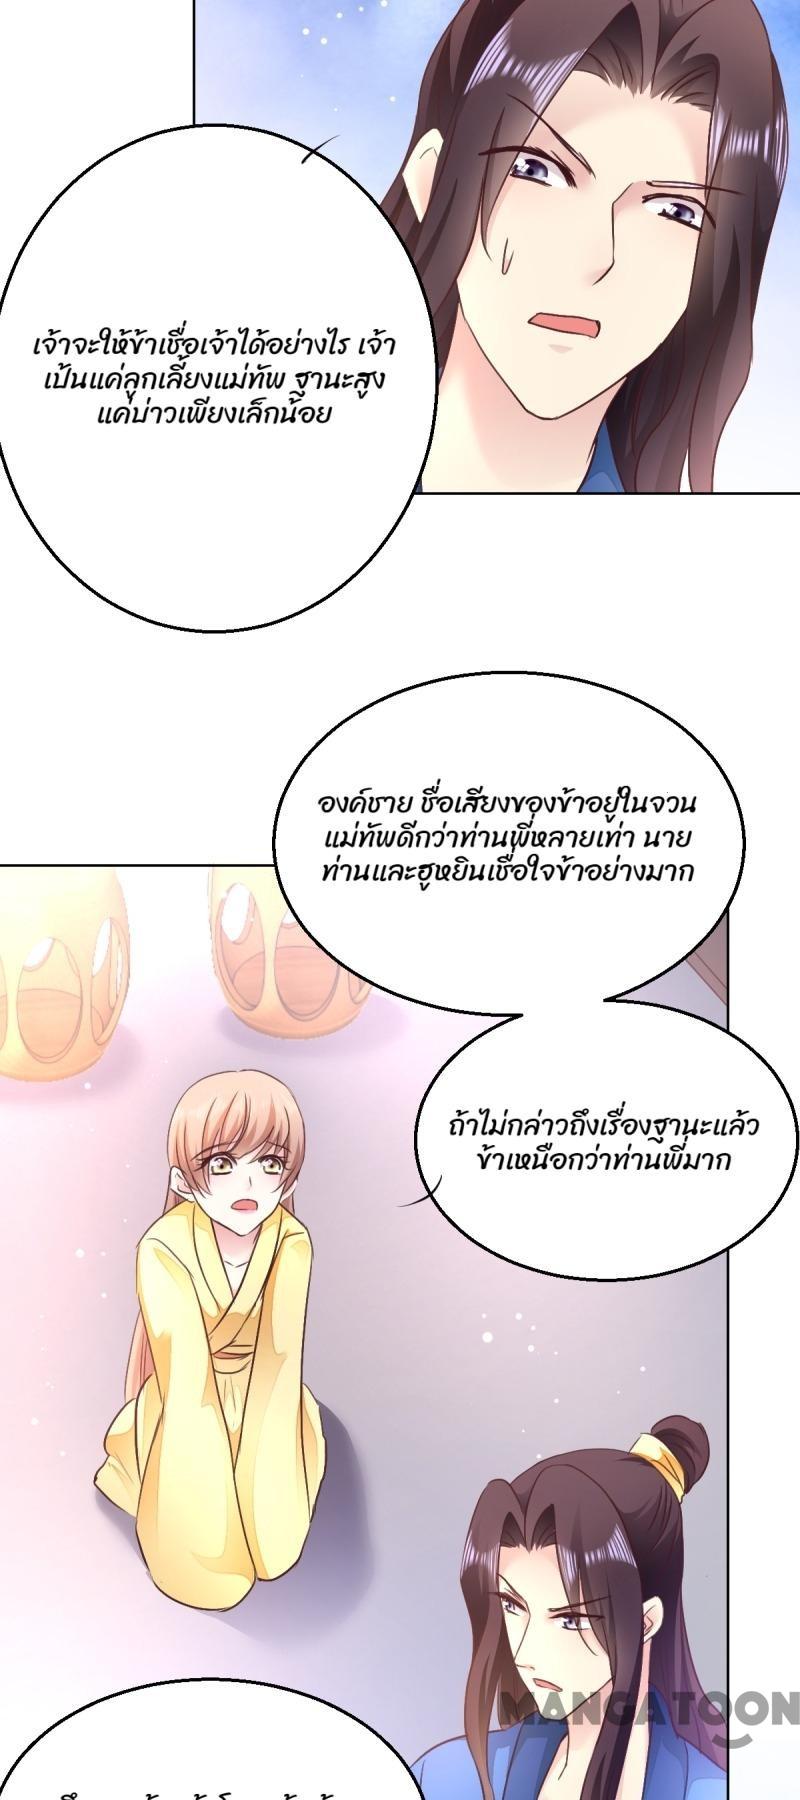 เจ้าจะให้ข้าเชื่อเจ้าได้อย่างไร เจ้า
เป้นแค่ลูกเลี้ยงแม่ทัพ ฐานะสูง
แค่บ่าวเพียงเล็กน้อย
องค์ชาย ชื่อเสียงของข้าอยู่ในจวน
แม่ทัพดีกว่าท่านพี่หลายเท่า นาย
ท่านและฮูหยินเชื่อใจข้าอย่างมาก
ถ้าไม่กล่าวถึงเรื่องฐานะแล้ว
ข้าเหนือกว่าท่านพี่มาก
MANGATOON